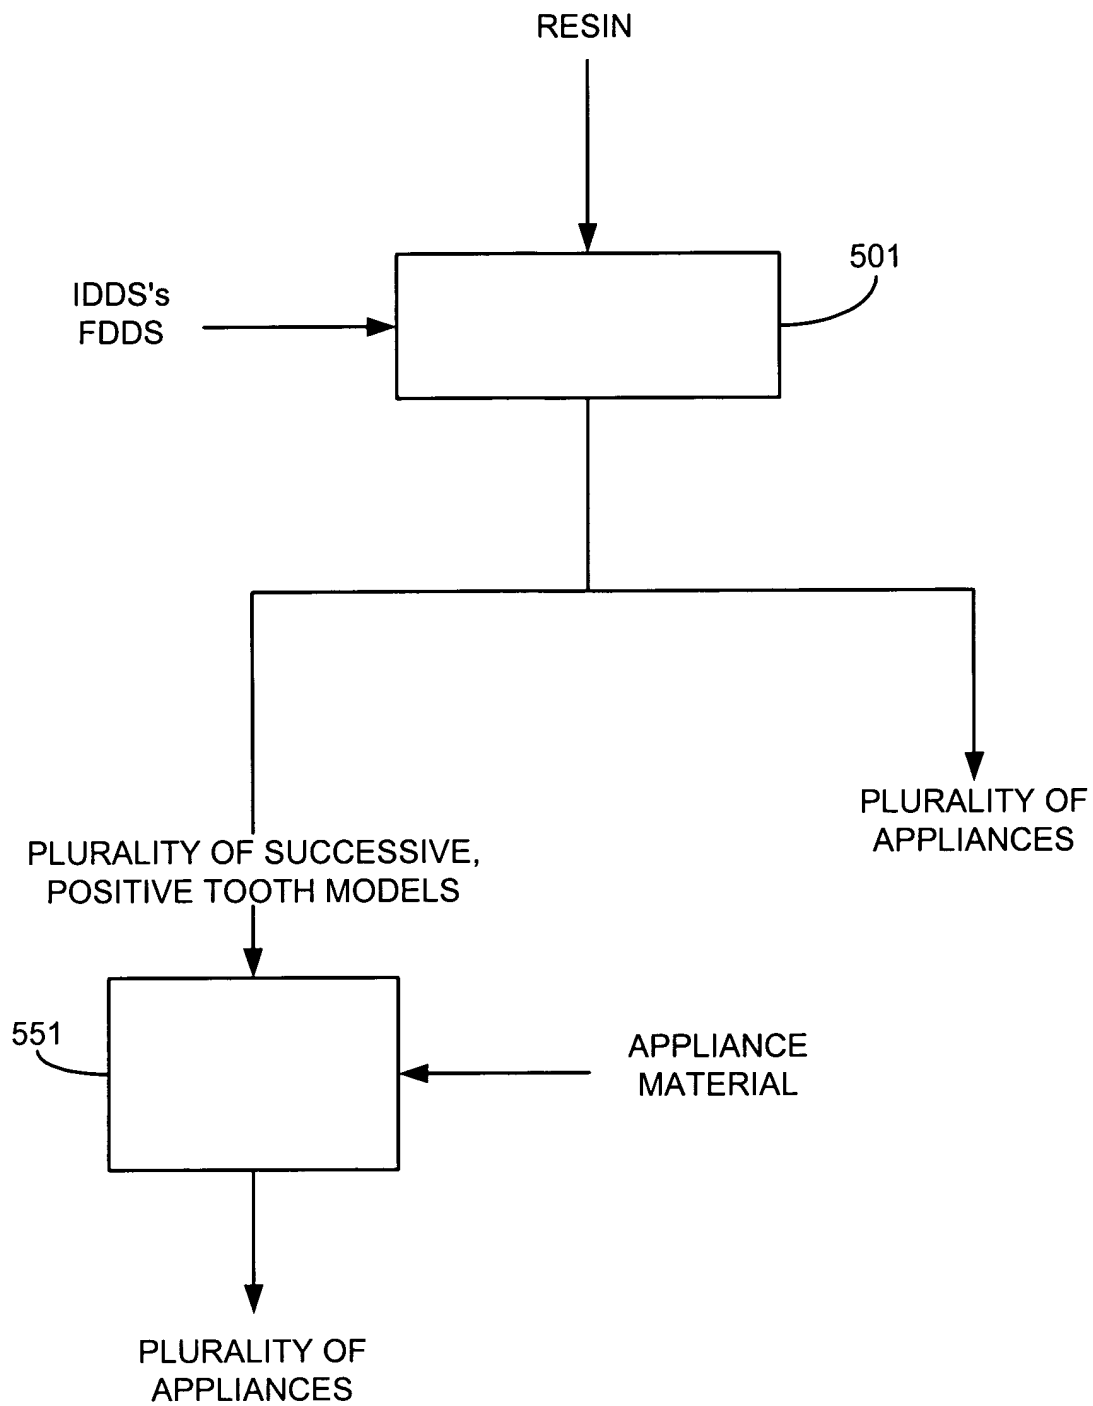 RESIN
501
IDDS's
FDDS
PLURALITY OF
APPLIANCES
PLURALITY OF SUCCESSIVE,
POSITIVE TOOTH MODELS
551
APPLIANCE
MATERIAL
PLURALITY OF
APPLIANCES